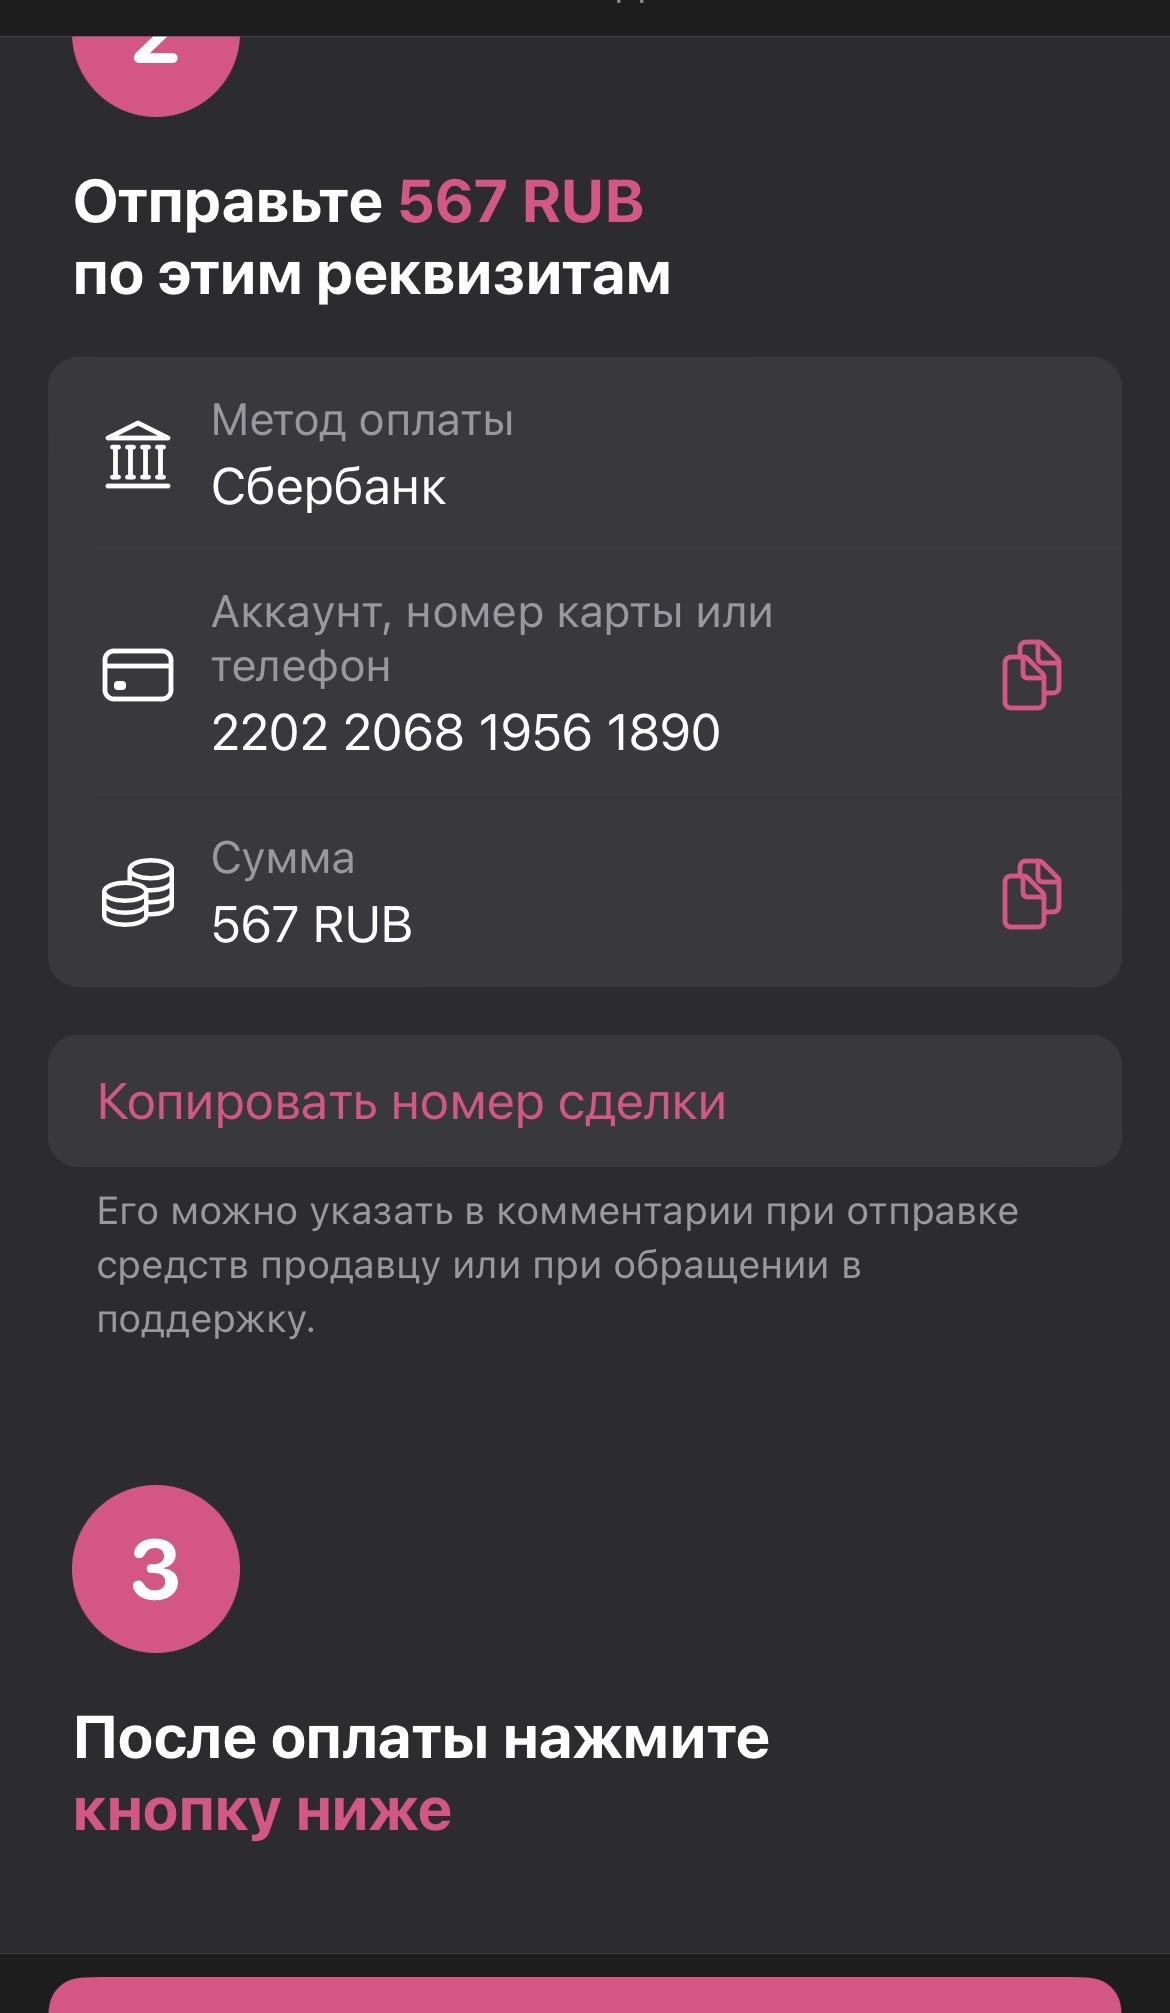 2
Отправьте 567 RUB
по этим реквизитам
Метод оплаты
Сбербанк
Аккаунт, номер карты или
телефон
2202 2068 1956 1890
Сумма
567 RUB
Копировать номер сделки
Его можно указать в комментарии при отправке
средств продавцу или при обращении в
поддержку.
3
После оплаты нажмите
кнопку ниже